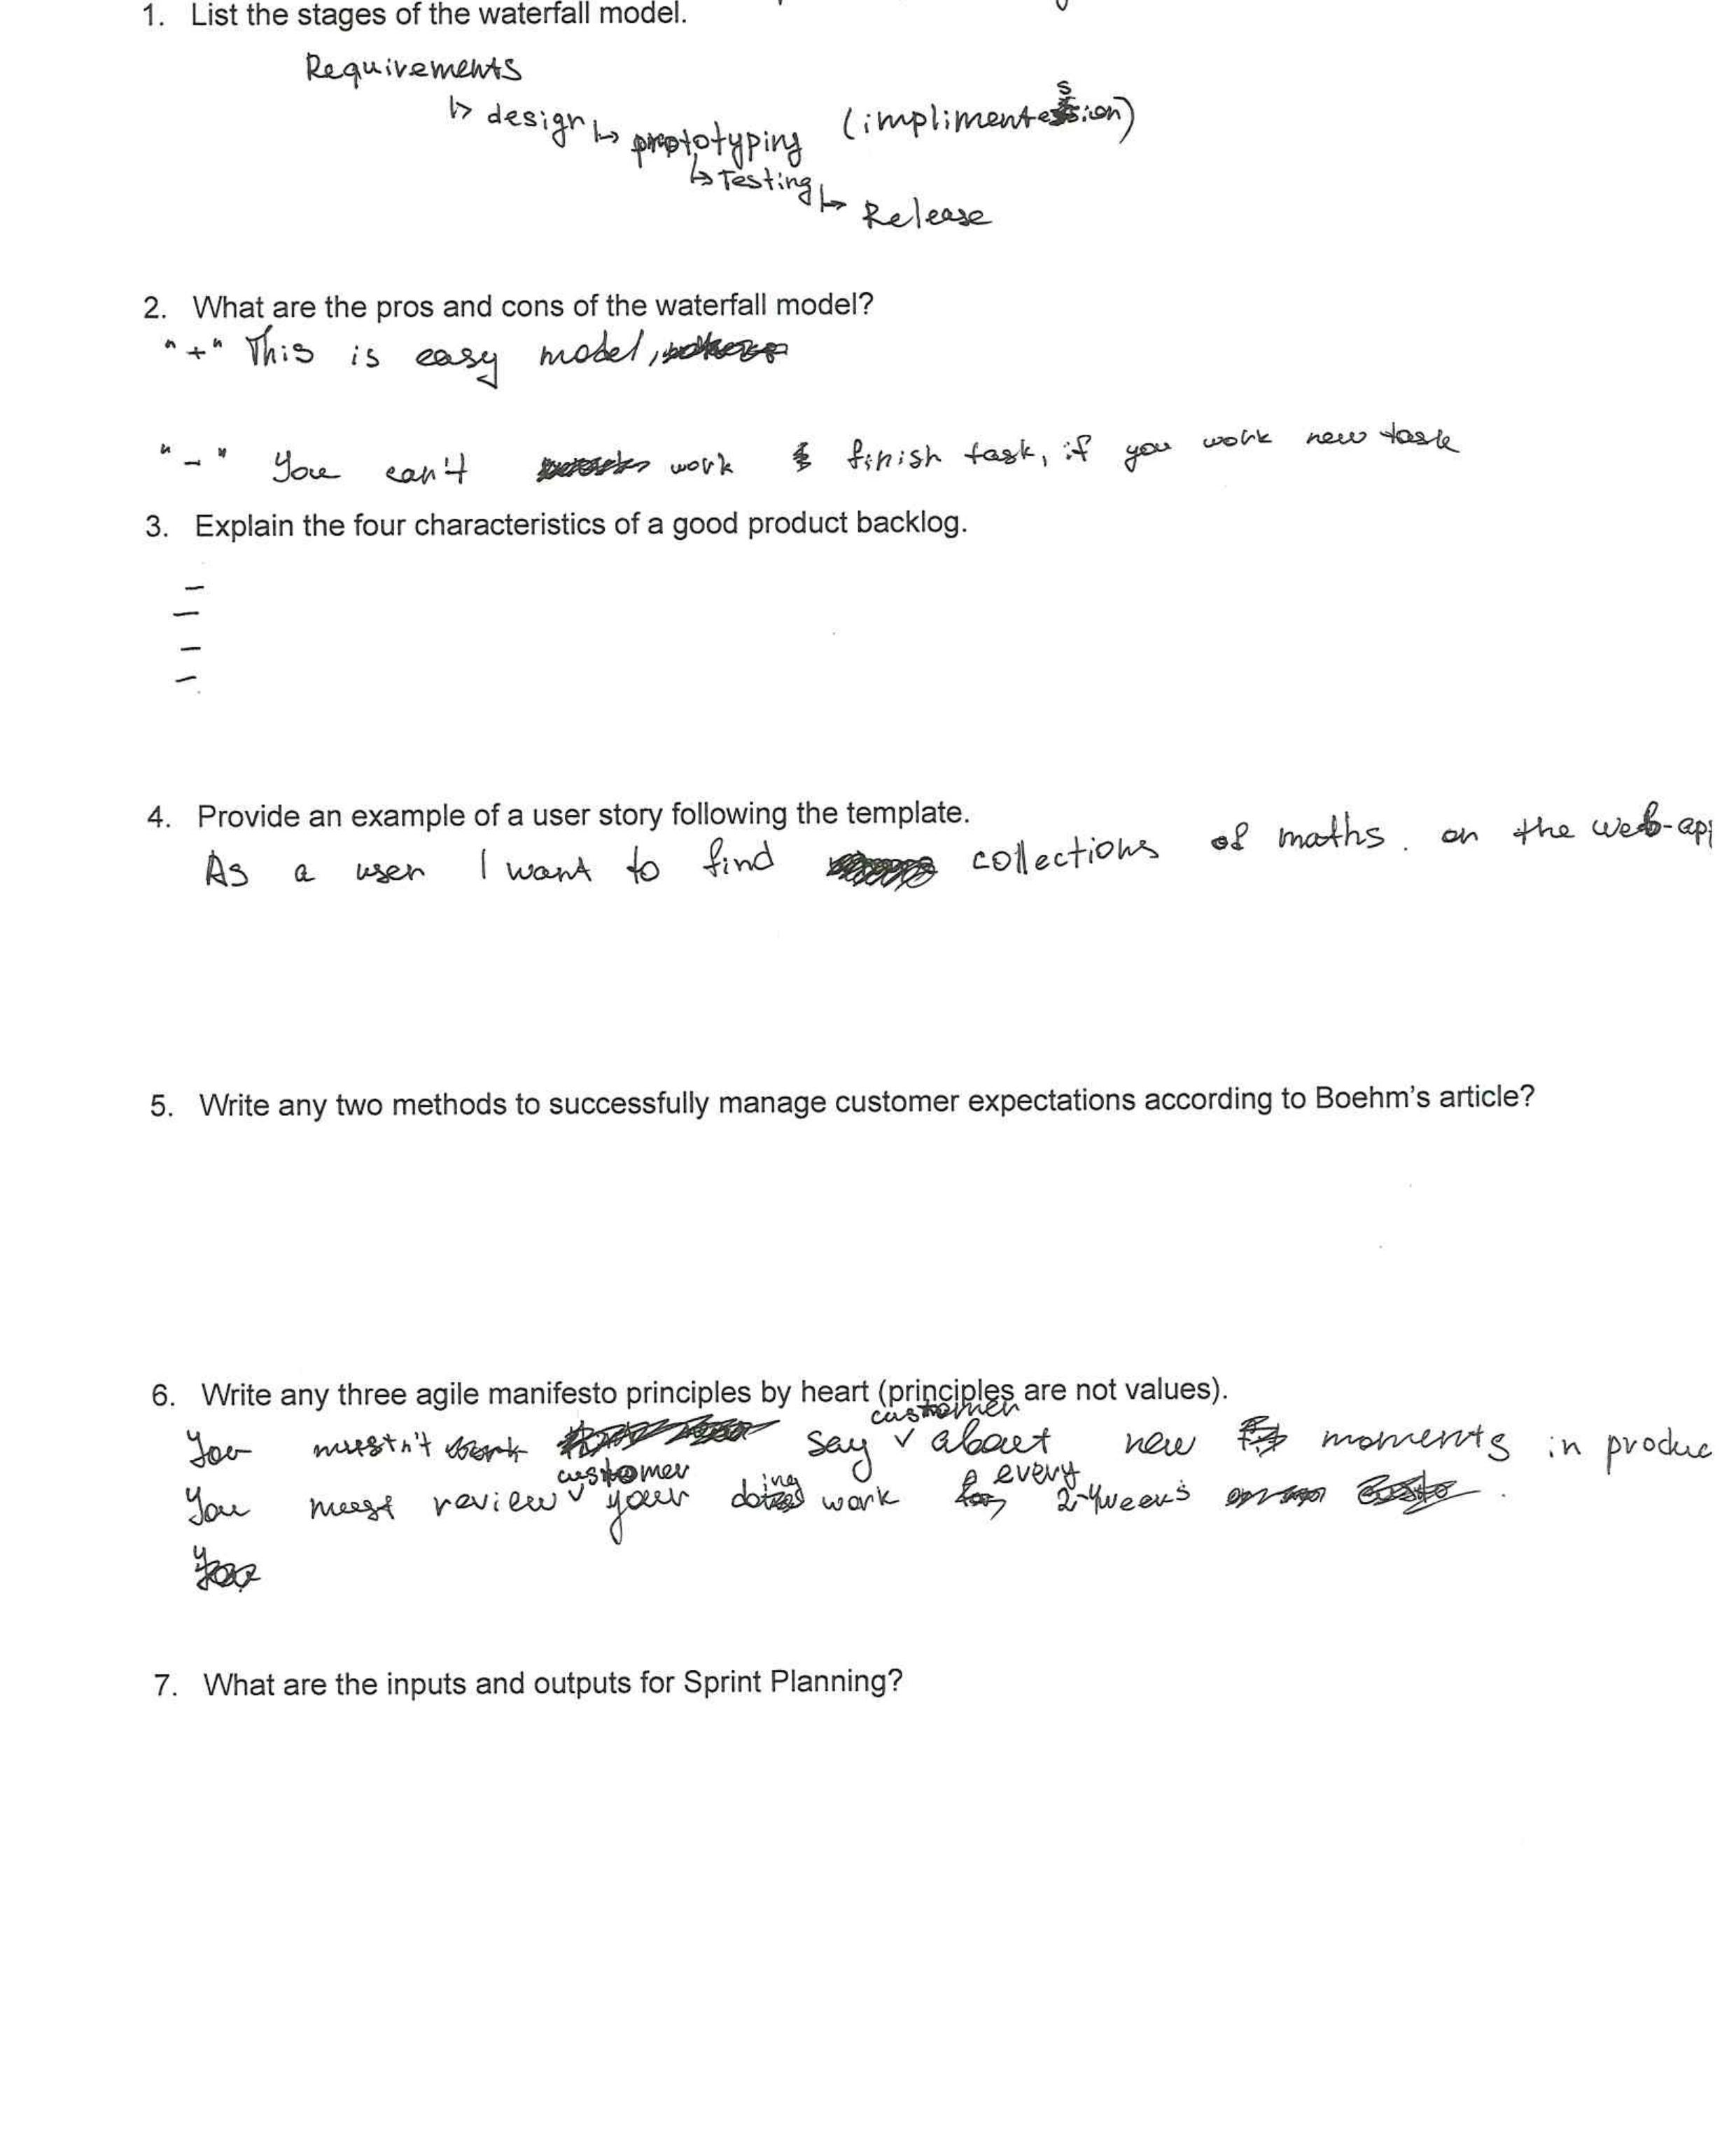 1. List the stages of the waterfall model.
Requirements
↳ design ↳ prototyping (implimentession)
↳ Testing ↳ Release
2. What are the pros and cons of the waterfall model?
"+" This is easy model,
"-" You can't work finish task, if you work new task
3. Explain the four characteristics of a good product backlog.
-
-
-
-
4. Provide an example of a user story following the template.
As a user I want to find collections of maths. on the web-app
5. Write any two methods to successfully manage customer expectations according to Boehm's article?
6. Write any three agile manifesto principles by heart (principles are not values).
You mustn't say customer about new moments in produc
You must review customer your doing work every 2-4weeks.
7. What are the inputs and outputs for Sprint Planning?